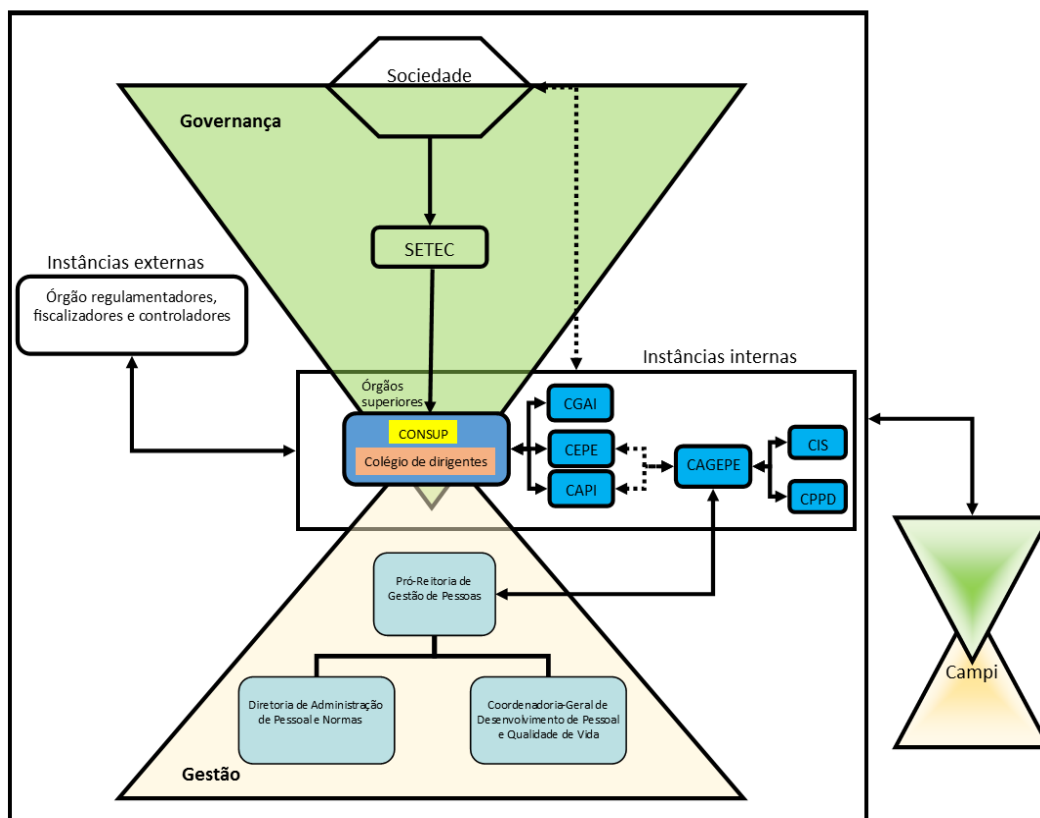 Sociedade
Governança
SETEC
Instâncias externas
Órgão regulamentadores,
fiscalizadores e controladores
Instâncias internas
Órgãos
superiores
CONSUP
Colégio de dirigentes
CGAI
CEPE
CAPI
CAGEPE
CIS
CPPD
Pró-Reitoria de
Gestão de Pessoas
Diretoria de Administração
de Pessoal e Normas
Coordenadoria-Geral de
Desenvolvimento de Pessoal
e Qualidade de Vida
Gestão
Campi